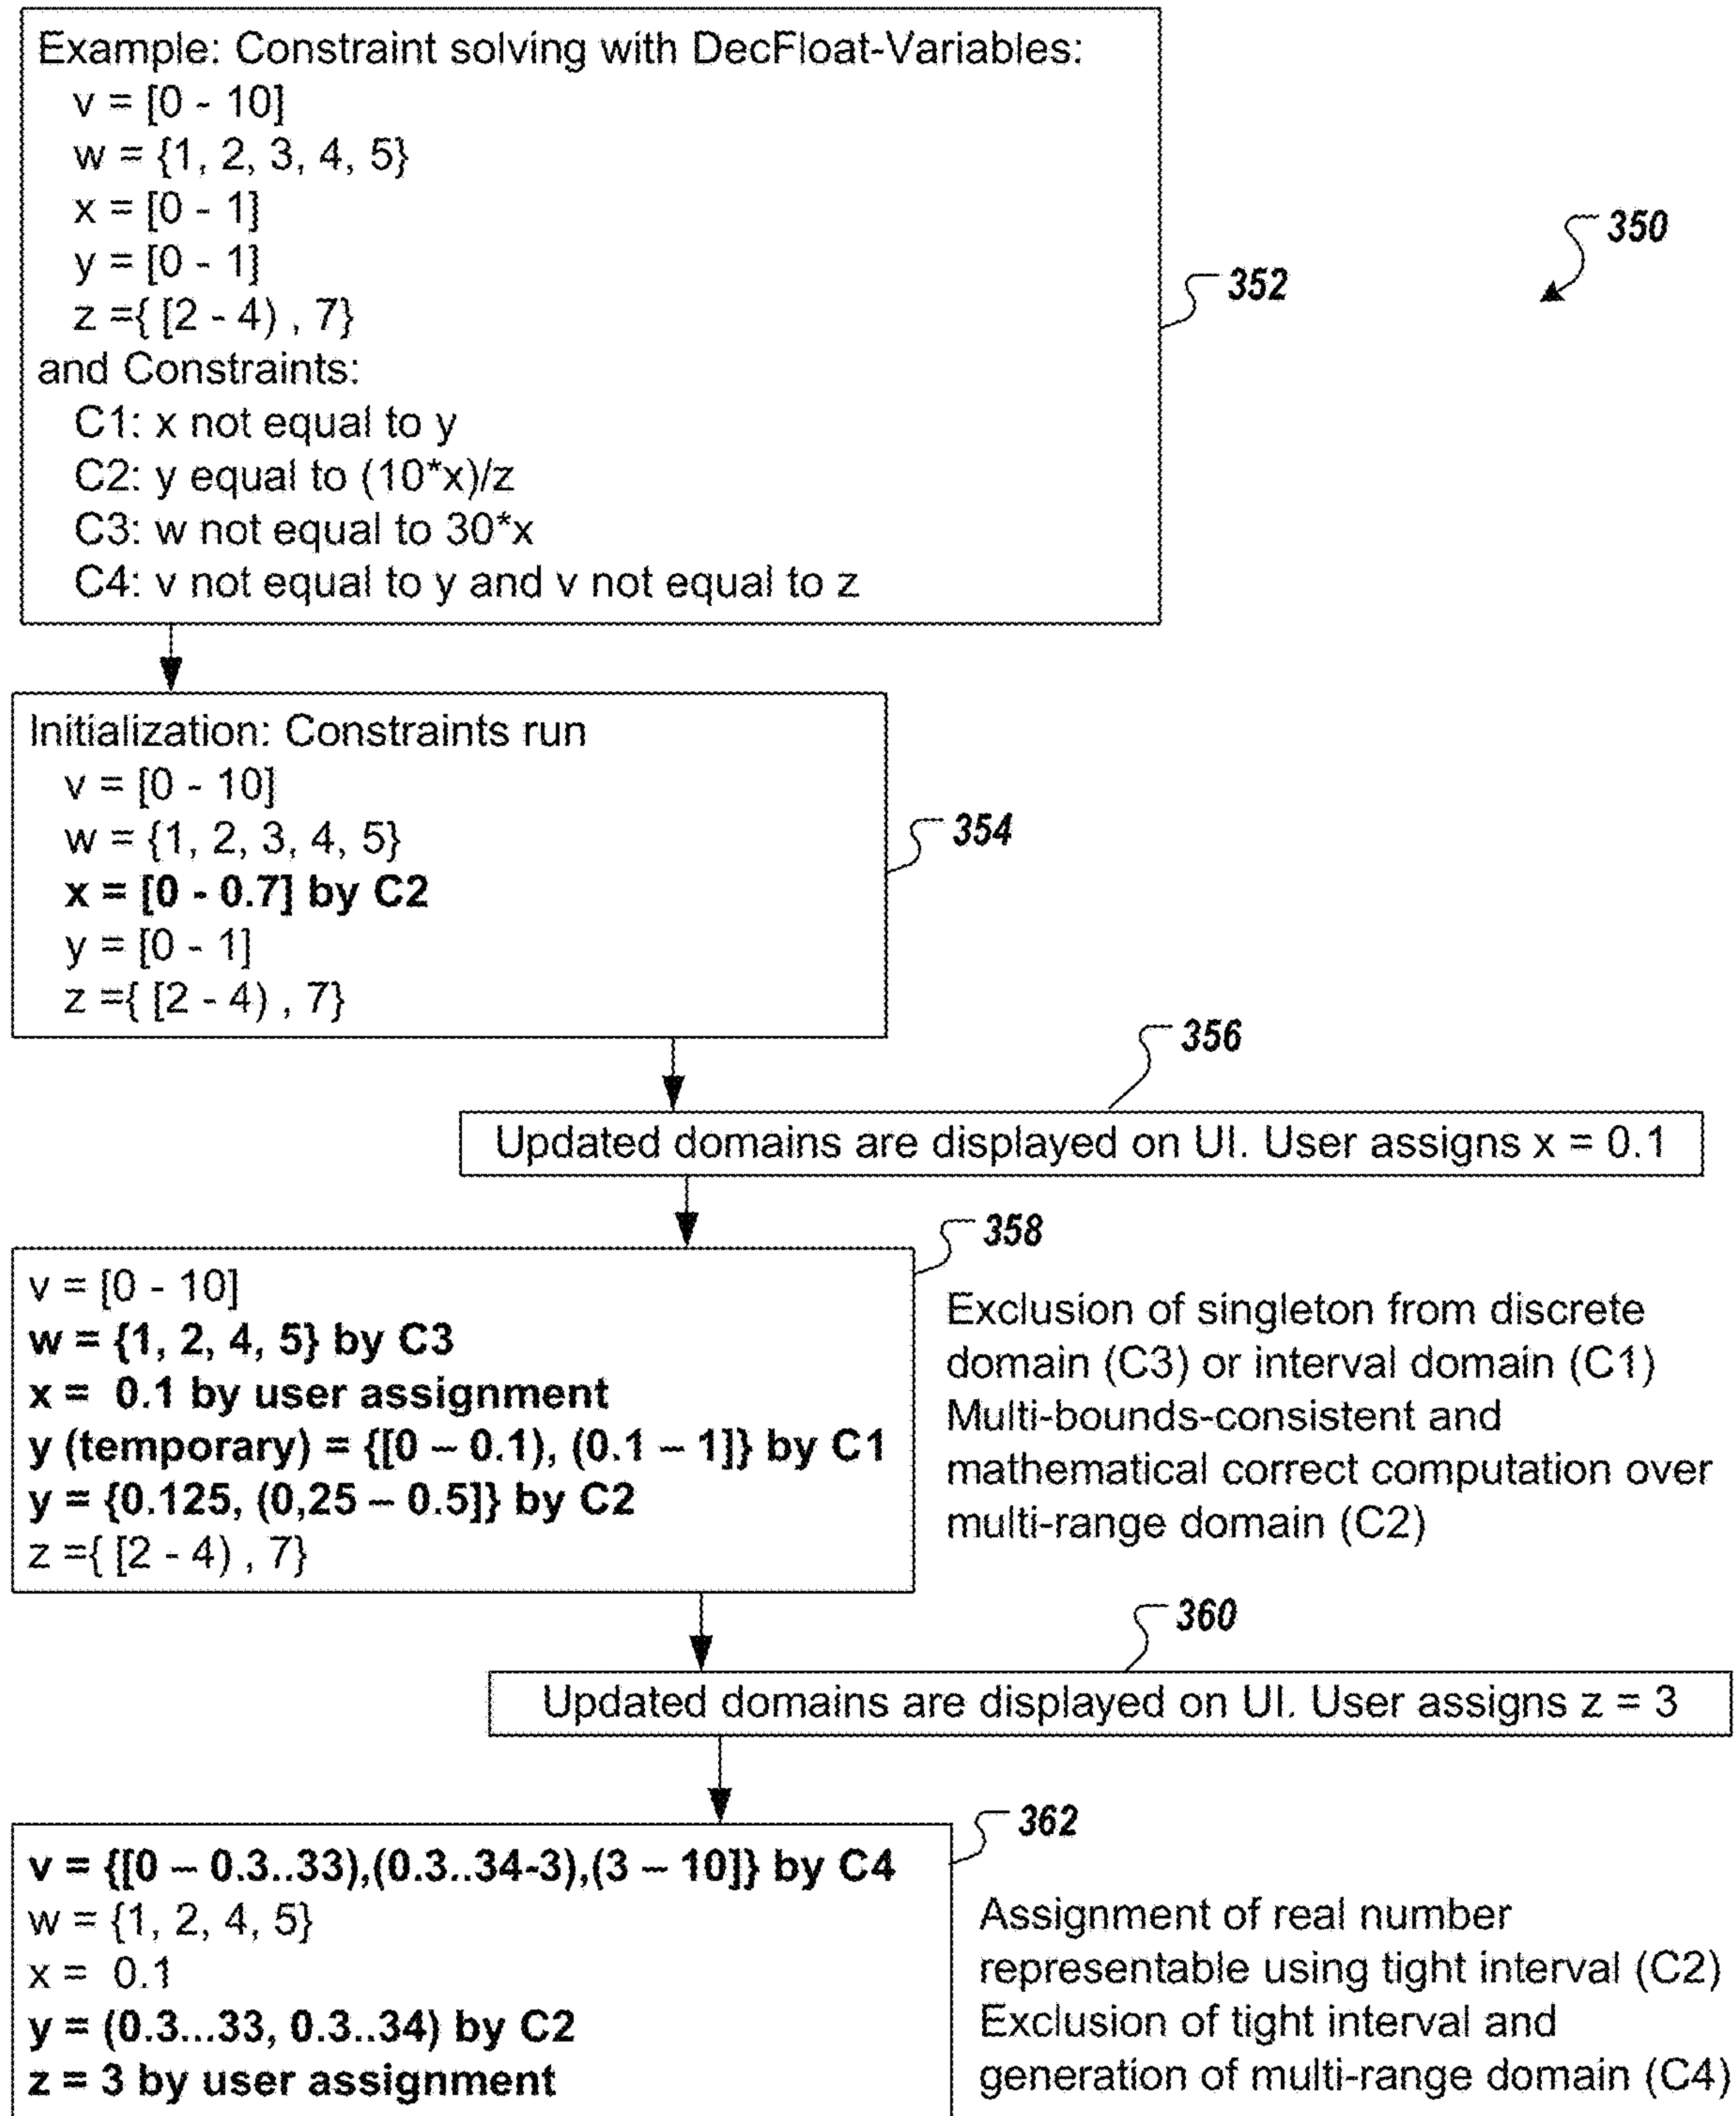 Example: Constraint solving with DecFloat-Variables:
v = [0 - 10]
w = {1, 2, 3, 4, 5}
x = [0 - 1]
y = [0 - 1]
z ={ [2 - 4) , 7}
and Constraints:
C1: x not equal to y
C2: y equal to (10*x)/z
C3: w not equal to 30*x
C4: v not equal to y and v not equal to z
350
352
Initialization: Constraints run
v = [0 - 10]
w = {1, 2, 3, 4, 5}
x = [0 - 0.7] by C2
y = [0 - 1]
z ={ [2 - 4) , 7}
354
356
Updated domains are displayed on UI. User assigns x = 0.1
358
v = [0 - 10]
w = {1, 2, 4, 5} by C3
x = 0.1 by user assignment
y (temporary) = {[0 – 0.1), (0.1 – 1]} by C1
y = {0.125, (0,25 – 0.5]} by C2
z ={ [2 - 4) , 7}
Exclusion of singleton from discrete
domain (C3) or interval domain (C1)
Multi-bounds-consistent and
mathematical correct computation over
multi-range domain (C2)
360
Updated domains are displayed on UI. User assigns z = 3
362
v = {[0 – 0.3..33),(0.3..34-3),(3 – 10]} by C4
w = {1, 2, 4, 5}
x = 0.1
y = (0.3...33, 0.3..34) by C2
z = 3 by user assignment
Assignment of real number
representable using tight interval (C2)
Exclusion of tight interval and
generation of multi-range domain (C4)